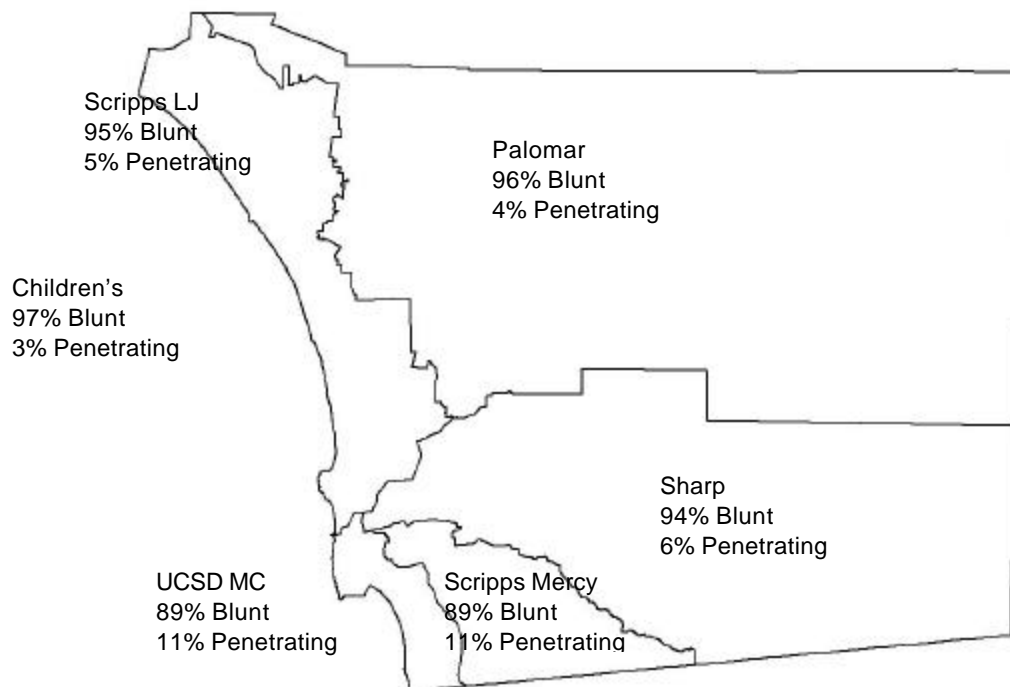 Scripps LJ
95% Blunt
5% Penetrating
Palomar
96% Blunt
4% Penetrating
Children’s
97% Blunt
3% Penetrating
Sharp
94% Blunt
6% Penetrating
UCSD MC
89% Blunt
11% Penetrating
Scripps Mercy
89% Blunt
11% Penetrating